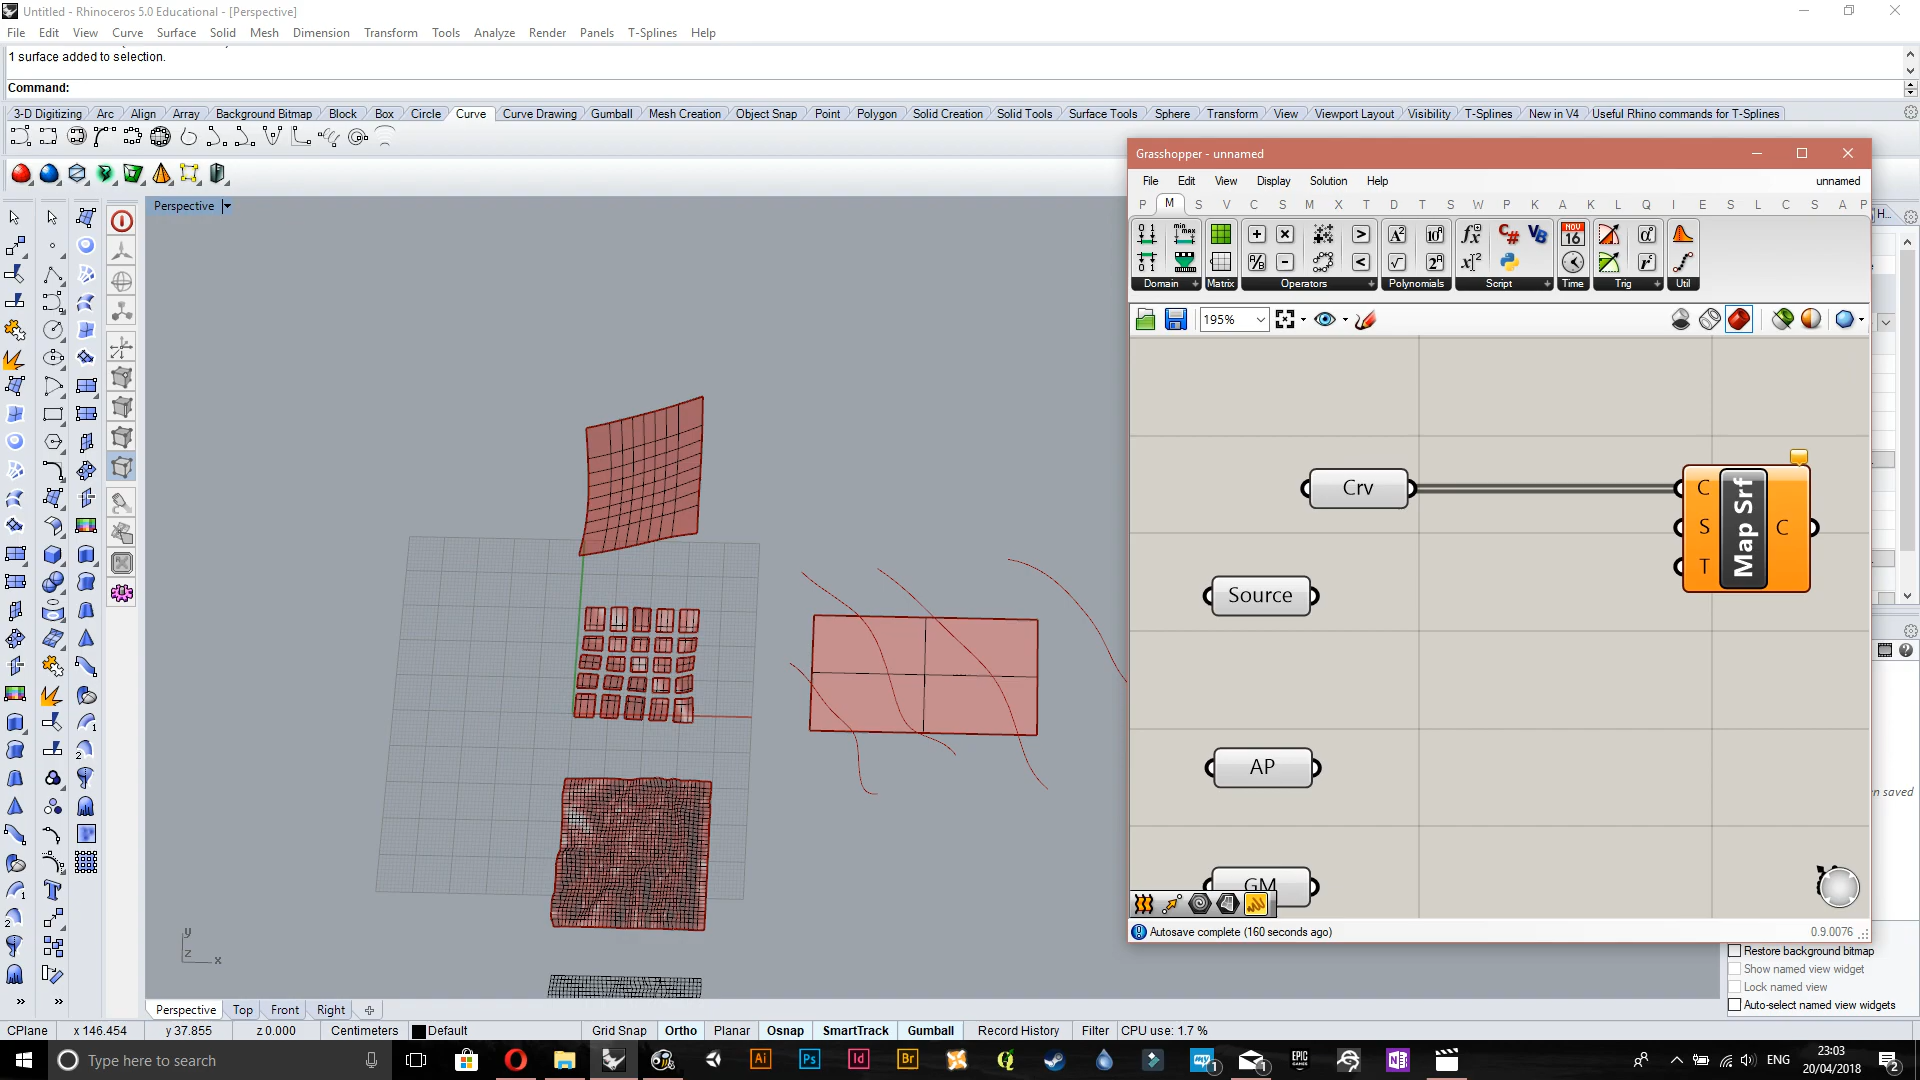 Untitled - Rhinoceros 5.0 Educational - [Perspective]
File Edit View Curve Surface Solid Mesh Dimension Transform Tools Analyze Render Panels T-Splines Help
1 surface added to selection.
Command:
3-D Digitizing Arc Align Array Background Bitmap Block Box Circle Curve Curve Drawing Gumball Mesh Creation Object Snap Point Polygon Solid Creation Solid Tools Surface Tools Sphere Transform View Viewport Layout Visibility T-Splines New in V4 Useful Rhino commands for T-Splines
Perspective
Grasshopper - unnamed
File Edit View Display Solution Help unnamed
P M S V C S M X T D T S W P K A K L Q I E S L C S A P
Domain Matrix Operators Polynomials Script Time Trig Util
195%
Crv
C S T Map Srf C
Source
AP
GM
Autosave complete (160 seconds ago) 0.9.0076
H...
n saved
Restore background bitmap
Show named view widget
Lock named view
Auto-select named view widgets
y
z x
Perspective Top Front Right
CPlane x 146.454 y 37.855 z 0.000 Centimeters Default Grid Snap Ortho Planar Osnap SmartTrack Gumball Record History Filter CPU use: 1.7 %
Type here to search
ENG
23:03
20/04/2018
2